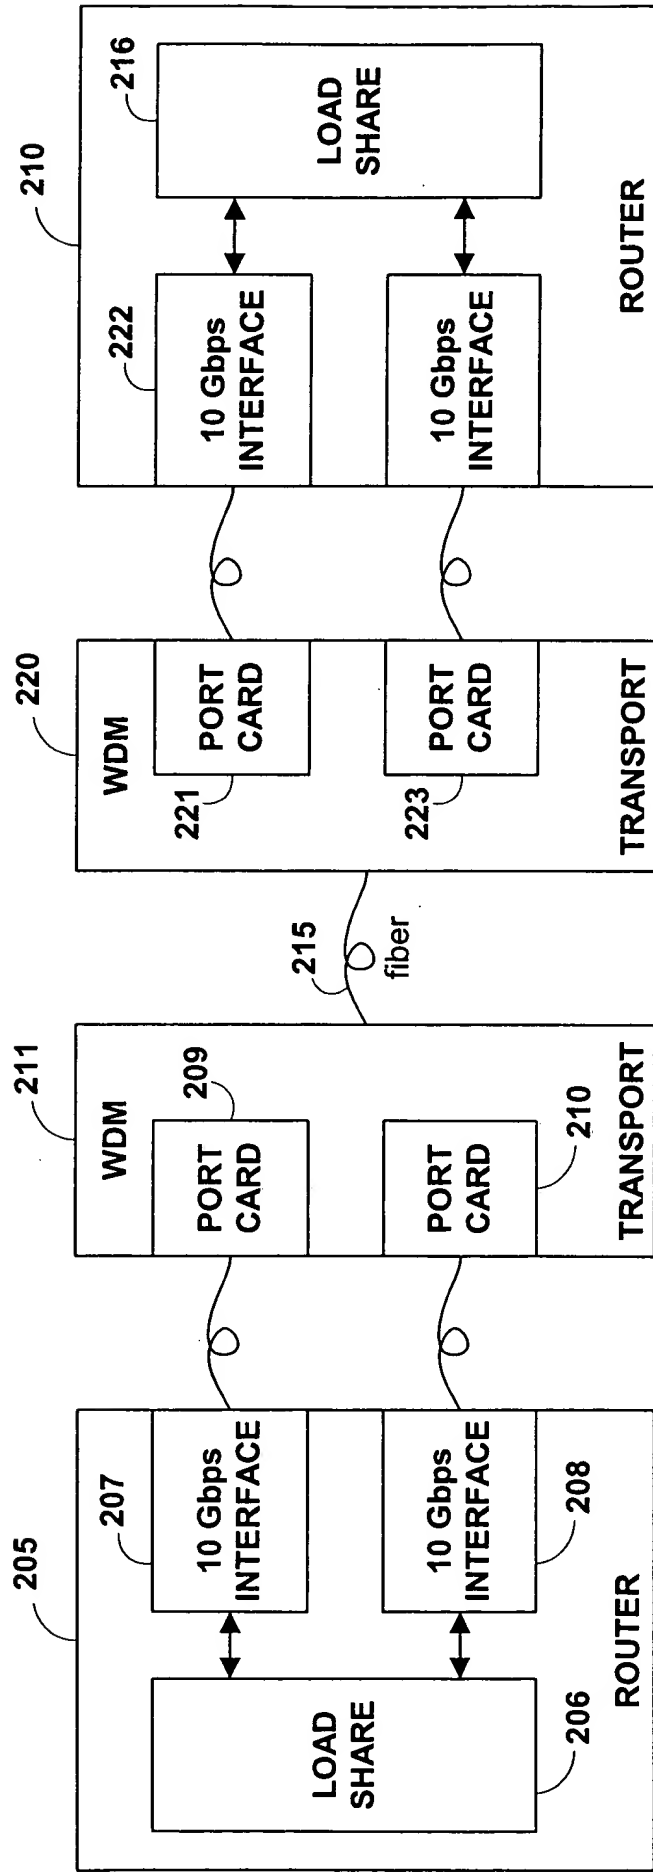 205
206
LOAD
SHARE
207
10 Gbps
INTERFACE
10 Gbps
INTERFACE
208
ROUTER
211
WDM
209
PORT
CARD
PORT
CARD
210
TRANSPORT
215
fiber
220
WDM
PORT
CARD
221
PORT
CARD
223
TRANSPORT
210
222
10 Gbps
INTERFACE
10 Gbps
INTERFACE
216
LOAD
SHARE
ROUTER